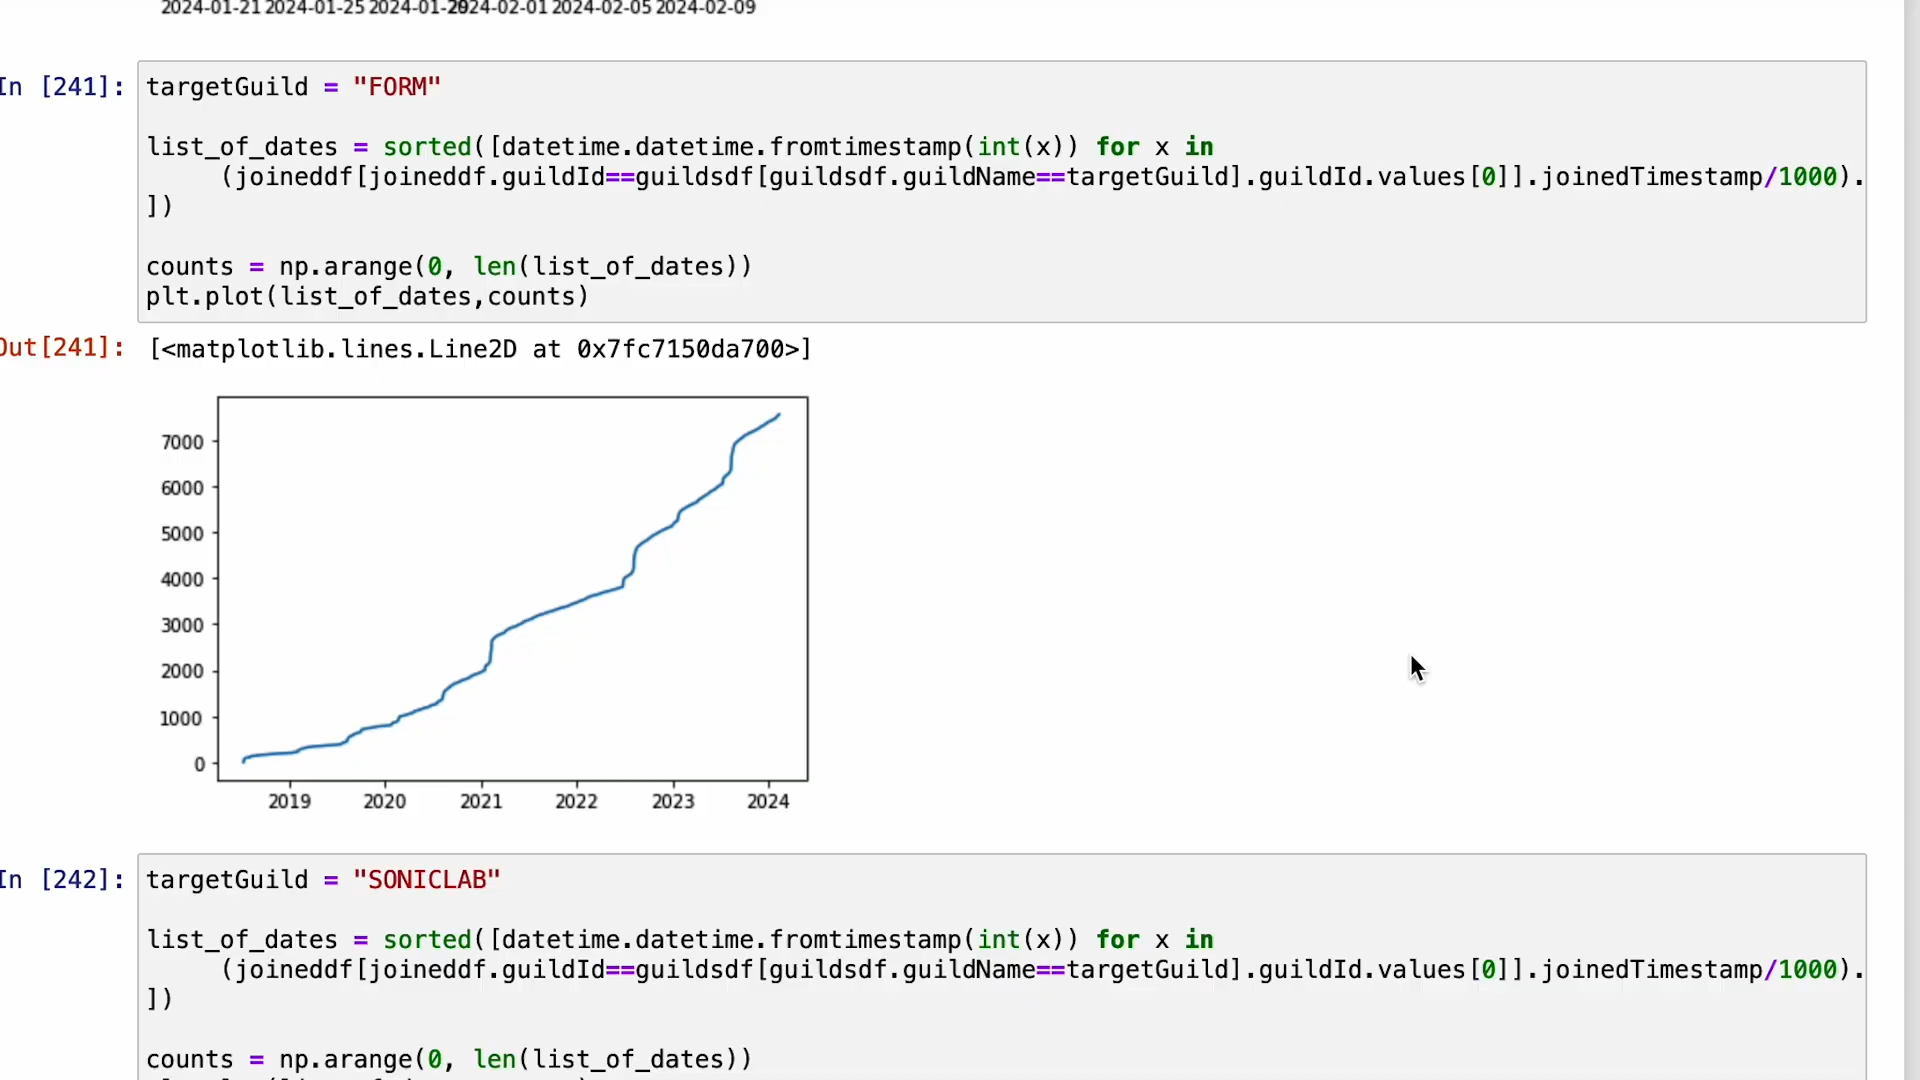 2024-01-21 2024-01-25 2024-01-29 2024-02-01 2024-02-05 2024-02-09
In [241]:
targetGuild = "FORM"
list_of_dates = sorted([datetime.datetime.fromtimestamp(int(x)) for x in
(joineddf[joineddf.guildId==guildsdf[guildsdf.guildName==targetGuild].guildId.values[0]].joinedTimestamp/1000).
])
counts = np.arange(0, len(list_of_dates))
plt.plot(list_of_dates,counts)
Out[241]:
[<matplotlib.lines.Line2D at 0x7fc7150da700>]
7000
6000
5000
4000
3000
2000
1000
0
2019 2020 2021 2022 2023 2024
In [242]:
targetGuild = "SONICLAB"
list_of_dates = sorted([datetime.datetime.fromtimestamp(int(x)) for x in
(joineddf[joineddf.guildId==guildsdf[guildsdf.guildName==targetGuild].guildId.values[0]].joinedTimestamp/1000).
])
counts = np.arange(0, len(list_of_dates))